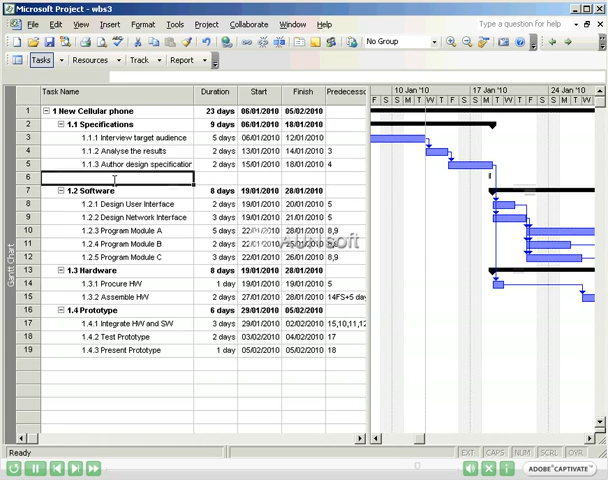 Microsoft Project - wbs3
File Edit View Insert Format Tools Project Collaborate Window Help Type a question for help
No Group
Tasks Resources Track Report
Task Name Duration Start Finish Predecesso 10 Jan '10 17 Jan '10 24 Jan '10
F S S M T W T F S S M T W T F S S M T
1 1 New Cellular phone 23 days 06/01/2010 05/02/2010
2 1.1 Specifications 9 days 06/01/2010 18/01/2010
3 1.1.1 Interview target audience 5 days 06/01/2010 12/01/2010
4 1.1.2 Analyse the results 2 days 13/01/2010 14/01/2010 3
5 1.1.3 Author design specification 2 days 15/01/2010 18/01/2010 4
6
7 1.2 Software 8 days 19/01/2010 28/01/2010
8 1.2.1 Design User Interface 2 days 19/01/2010 20/01/2010 5
9 1.2.2 Design Network Interface 3 days 19/01/2010 21/01/2010 5
10 1.2.3 Program Module A 5 days 8,9
11 1.2.4 Program Module B 2 days 8,9
12 1.2.5 Program Module C 3 days 22/01/2010 26/01/2010 8,9
13 1.3 Hardware 8 days 19/01/2010 28/01/2010
14 1.3.1 Procure HW 1 day 19/01/2010 19/01/2010 5
15 1.3.2 Assemble HW 2 days 27/01/2010 28/01/2010 14FS+5 day
16 1.4 Prototype 6 days 29/01/2010 05/02/2010
17 1.4.1 Integrate HW and SW 3 days 29/01/2010 02/02/2010 15,10,11,12
18 1.4.2 Test Prototype 2 days 03/02/2010 04/02/2010 17
19 1.4.3 Present Prototype 1 day 05/02/2010 05/02/2010 18
Gantt Chart
Ready EXT CAPS NUM SCRL OVR
ADOBE CAPTIVATE™